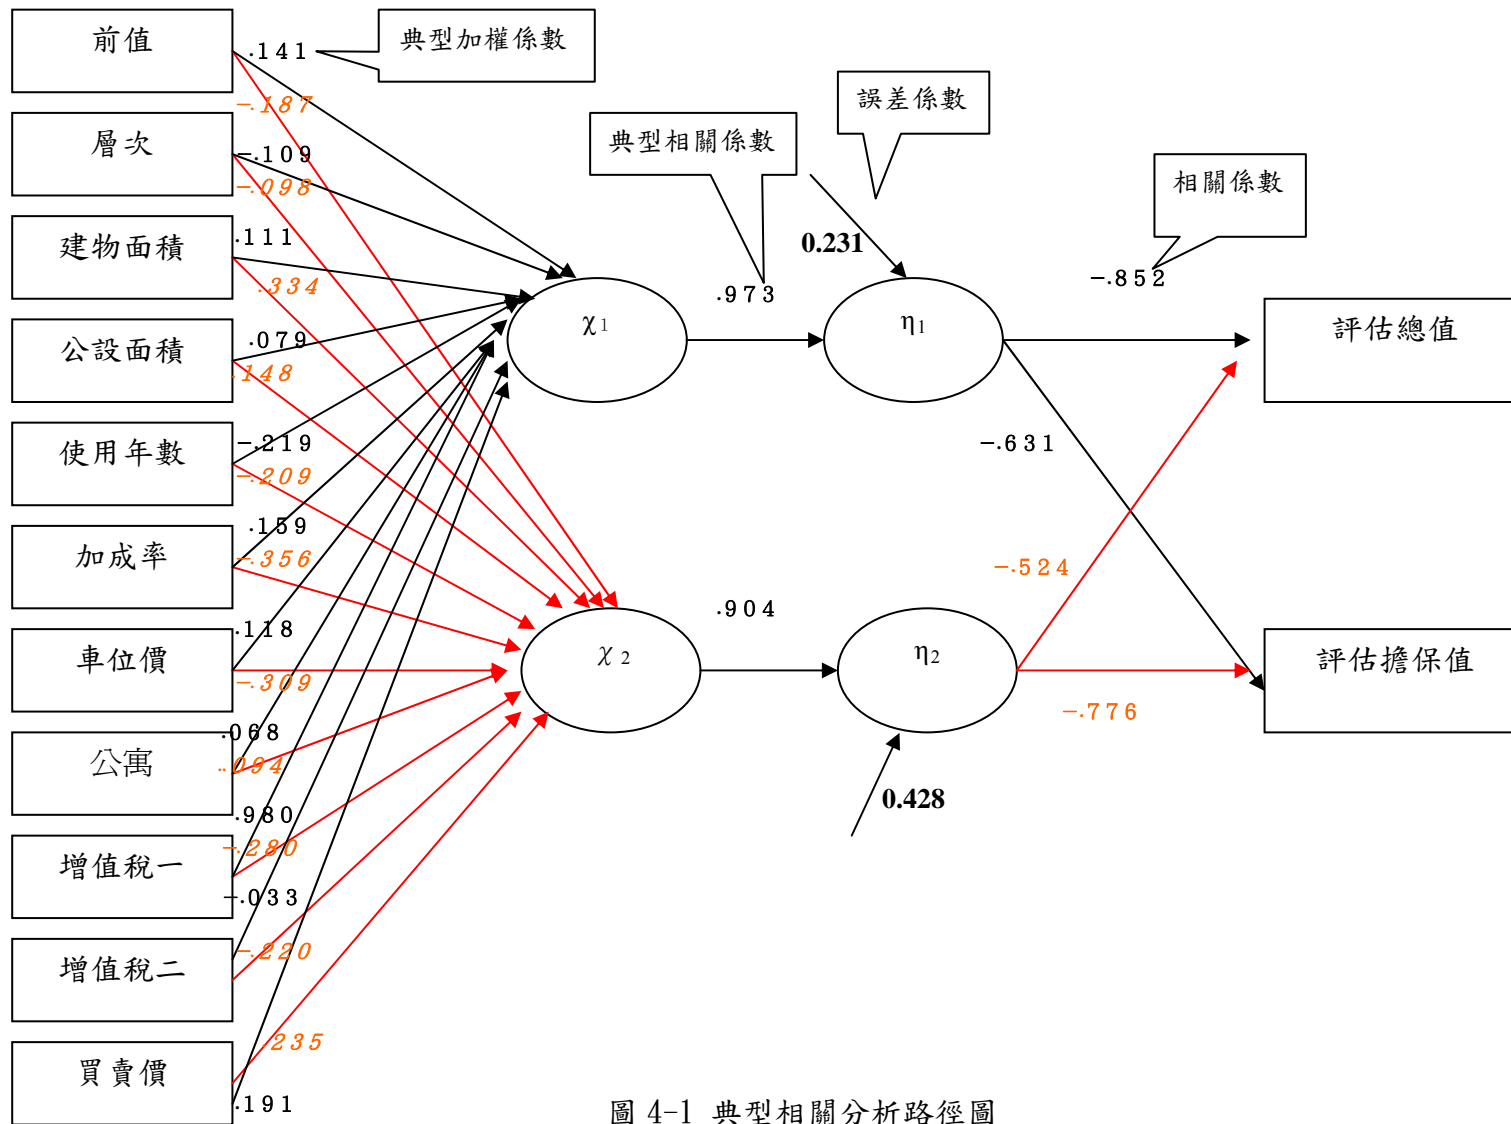 前值
.141
典型加權係數
-.187
誤差係數
層次
-.109
典型相關係數
-.098
相關係數
建物面積
.111
0.231
.334
.973
-.852
χ1
η1
公設面積
.079
評估總值
.148
使用年數
-.219
-.631
-.209
加成率
.159
-.356
-.524
.904
車位價
.118
χ2
η2
評估擔保值
-.309
-.776
公寓
.068
.094
0.428
增值稅一
.980
-.280
-.033
增值稅二
-.220
.235
買賣價
.191
圖 4-1 典型相關分析路徑圖